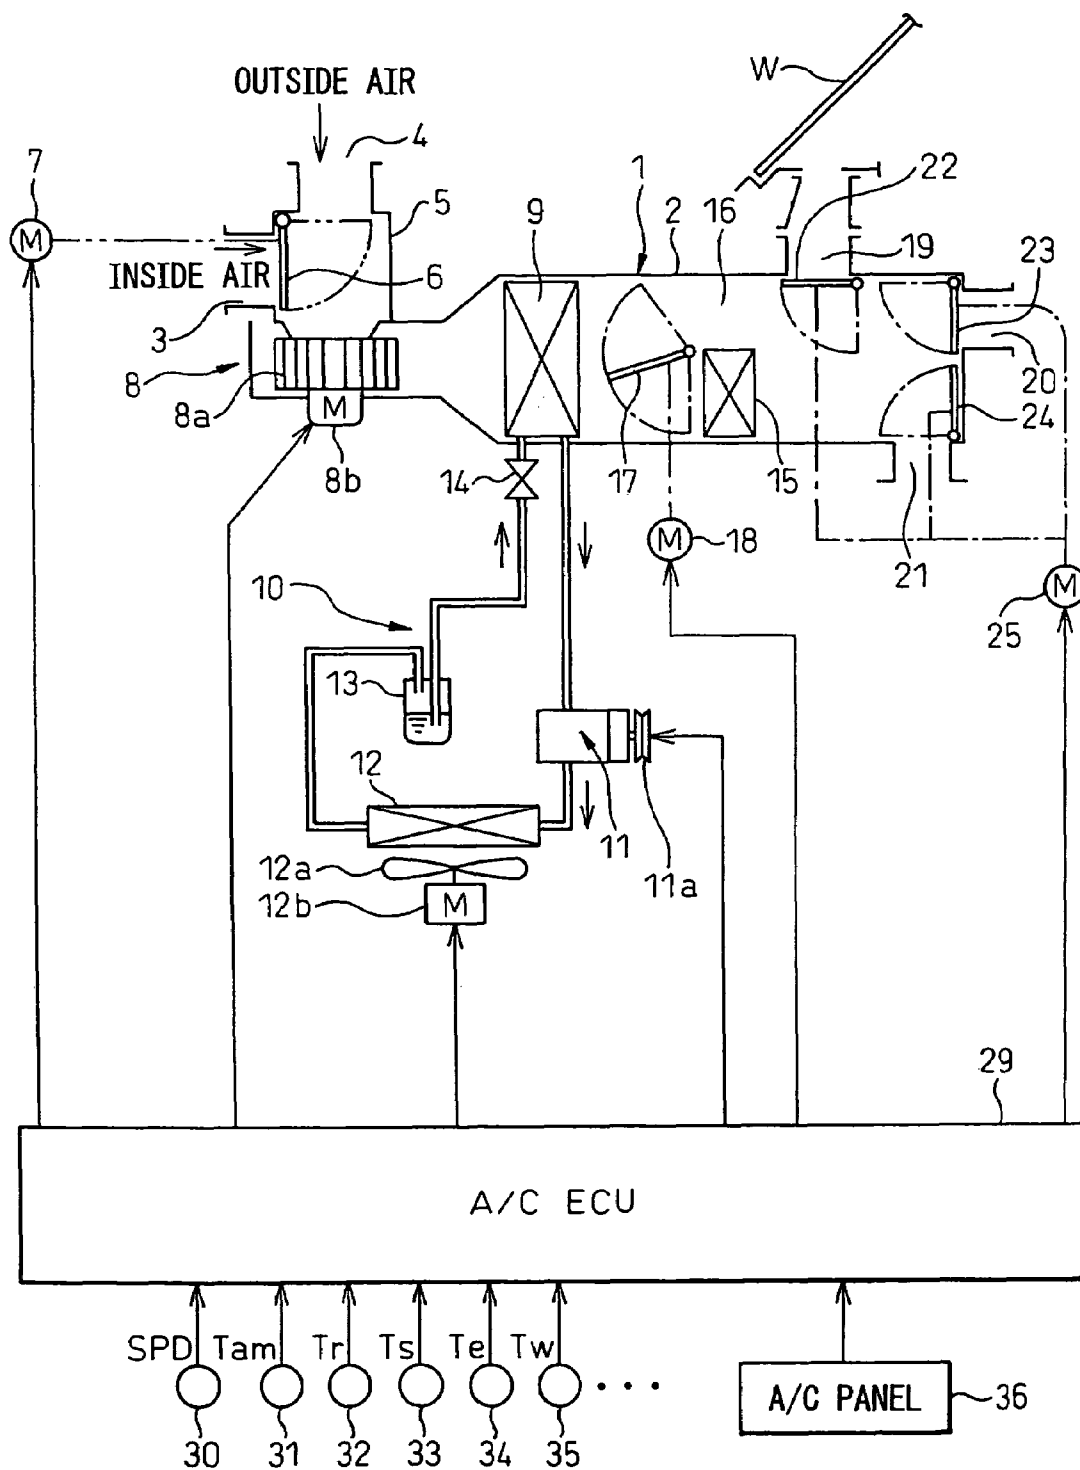 W
OUTSIDE AIR
4
7
1
22
5
9
2
16
M
19
23
6
INSIDE AIR
3
8
20
8a
M
24
17
15
8b
14
M
18
21
M
10
25
13
12
11
12a
11a
12b
M
29
A/C ECU
SPD Tam Tr Ts Te Tw
• • •
A/C PANEL
36
30 31 32 33 34 35